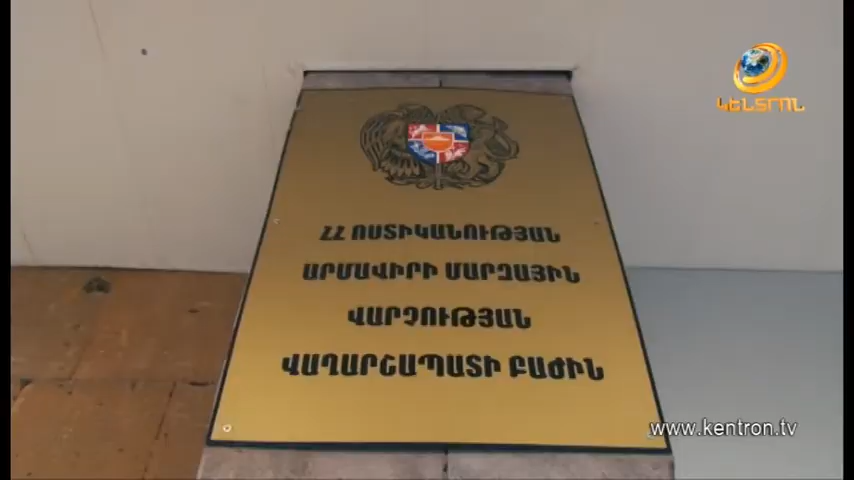 ԿԵՆՏՐՈՆ
ՀՀ ՈՍՏԻԿԱՆՈՒԹՅԱՆ
ԱՐՄԱՎԻՐԻ ՄԱՐԶԱՅԻՆ
ՎԱՐՉՈՒԹՅԱՆ
ՎԱՂԱՐՇԱՊԱՏԻ ԲԱԺԻՆ
www.kentron.tv